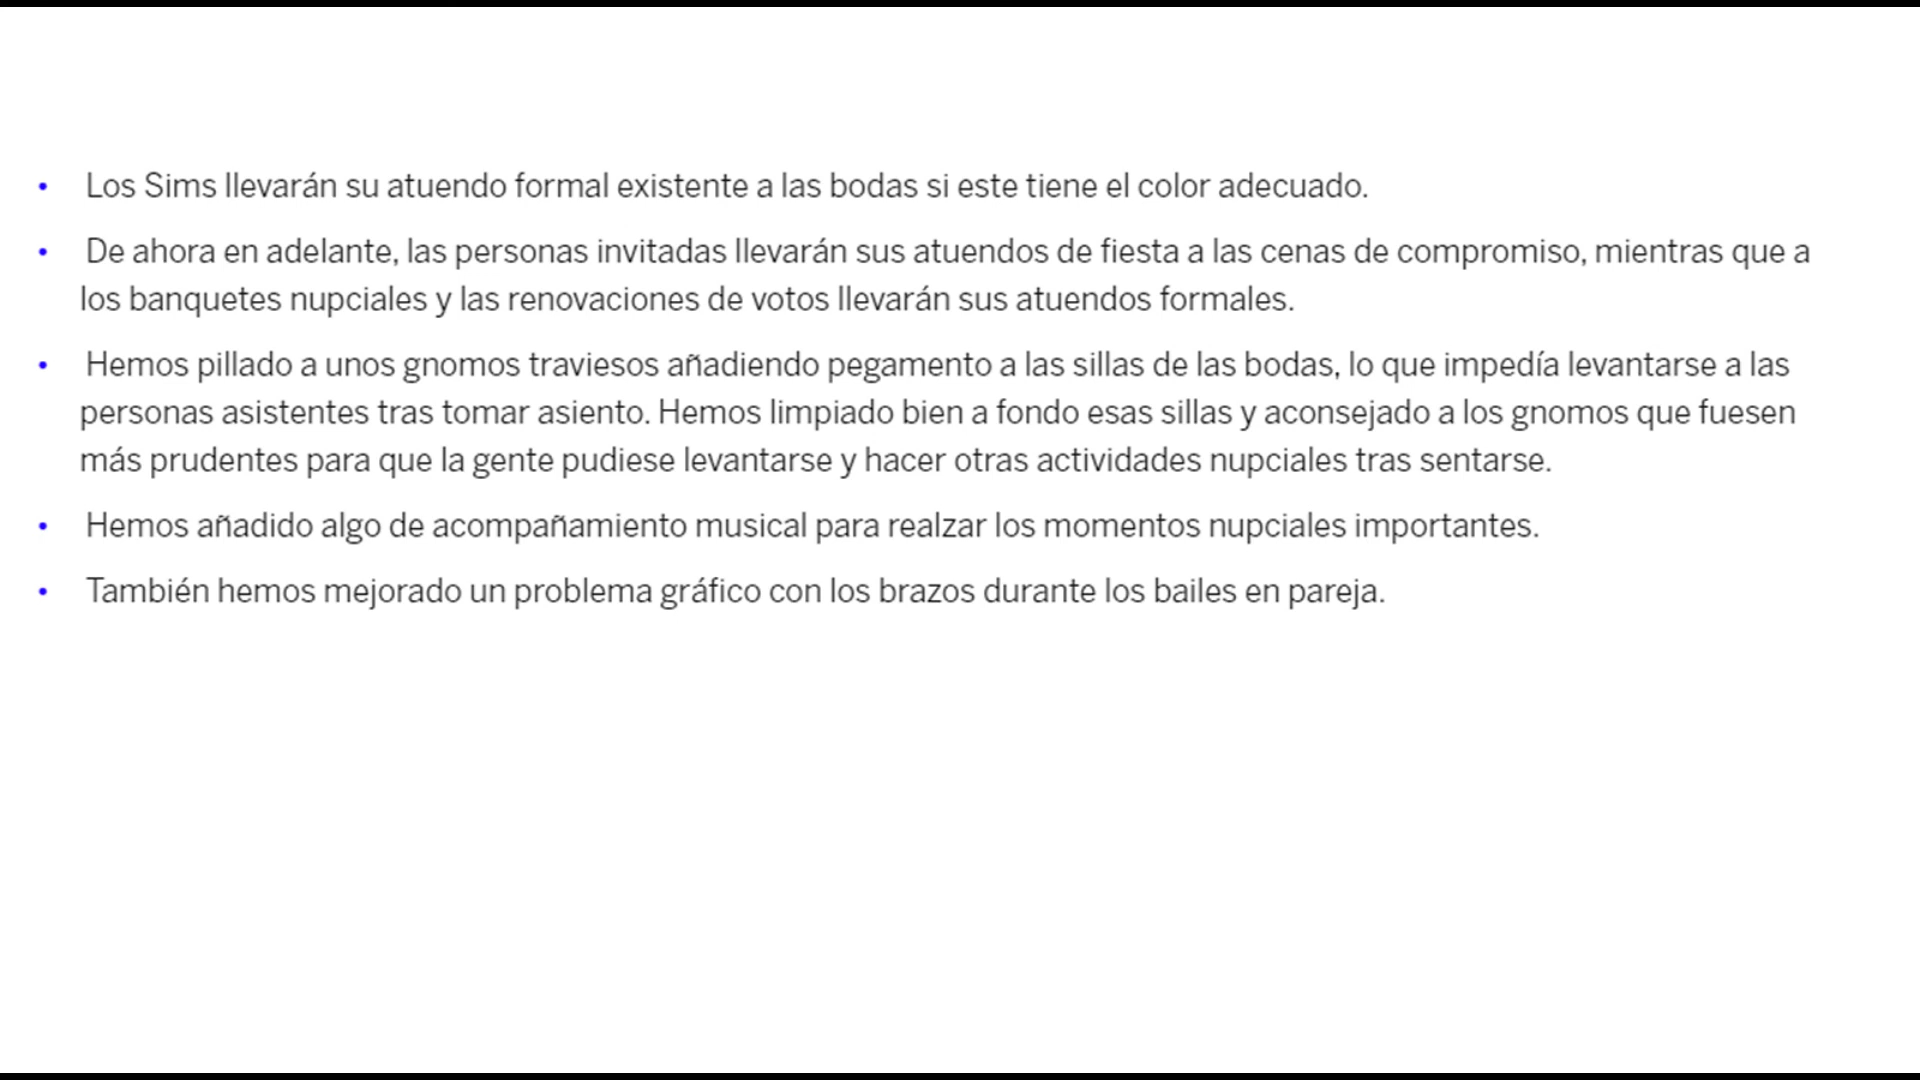 • Los Sims llevarán su atuendo formal existente a las bodas si este tiene el color adecuado.
• De ahora en adelante, las personas invitadas llevarán sus atuendos de fiesta a las cenas de compromiso, mientras que a
los banquetes nupciales y las renovaciones de votos llevarán sus atuendos formales.
• Hemos pillado a unos gnomos traviesos añadiendo pegamento a las sillas de las bodas, lo que impedía levantarse a las
personas asistentes tras tomar asiento. Hemos limpiado bien a fondo esas sillas y aconsejado a los gnomos que fuesen
más prudentes para que la gente pudiese levantarse y hacer otras actividades nupciales tras sentarse.
• Hemos añadido algo de acompañamiento musical para realzar los momentos nupciales importantes.
• También hemos mejorado un problema gráfico con los brazos durante los bailes en pareja.